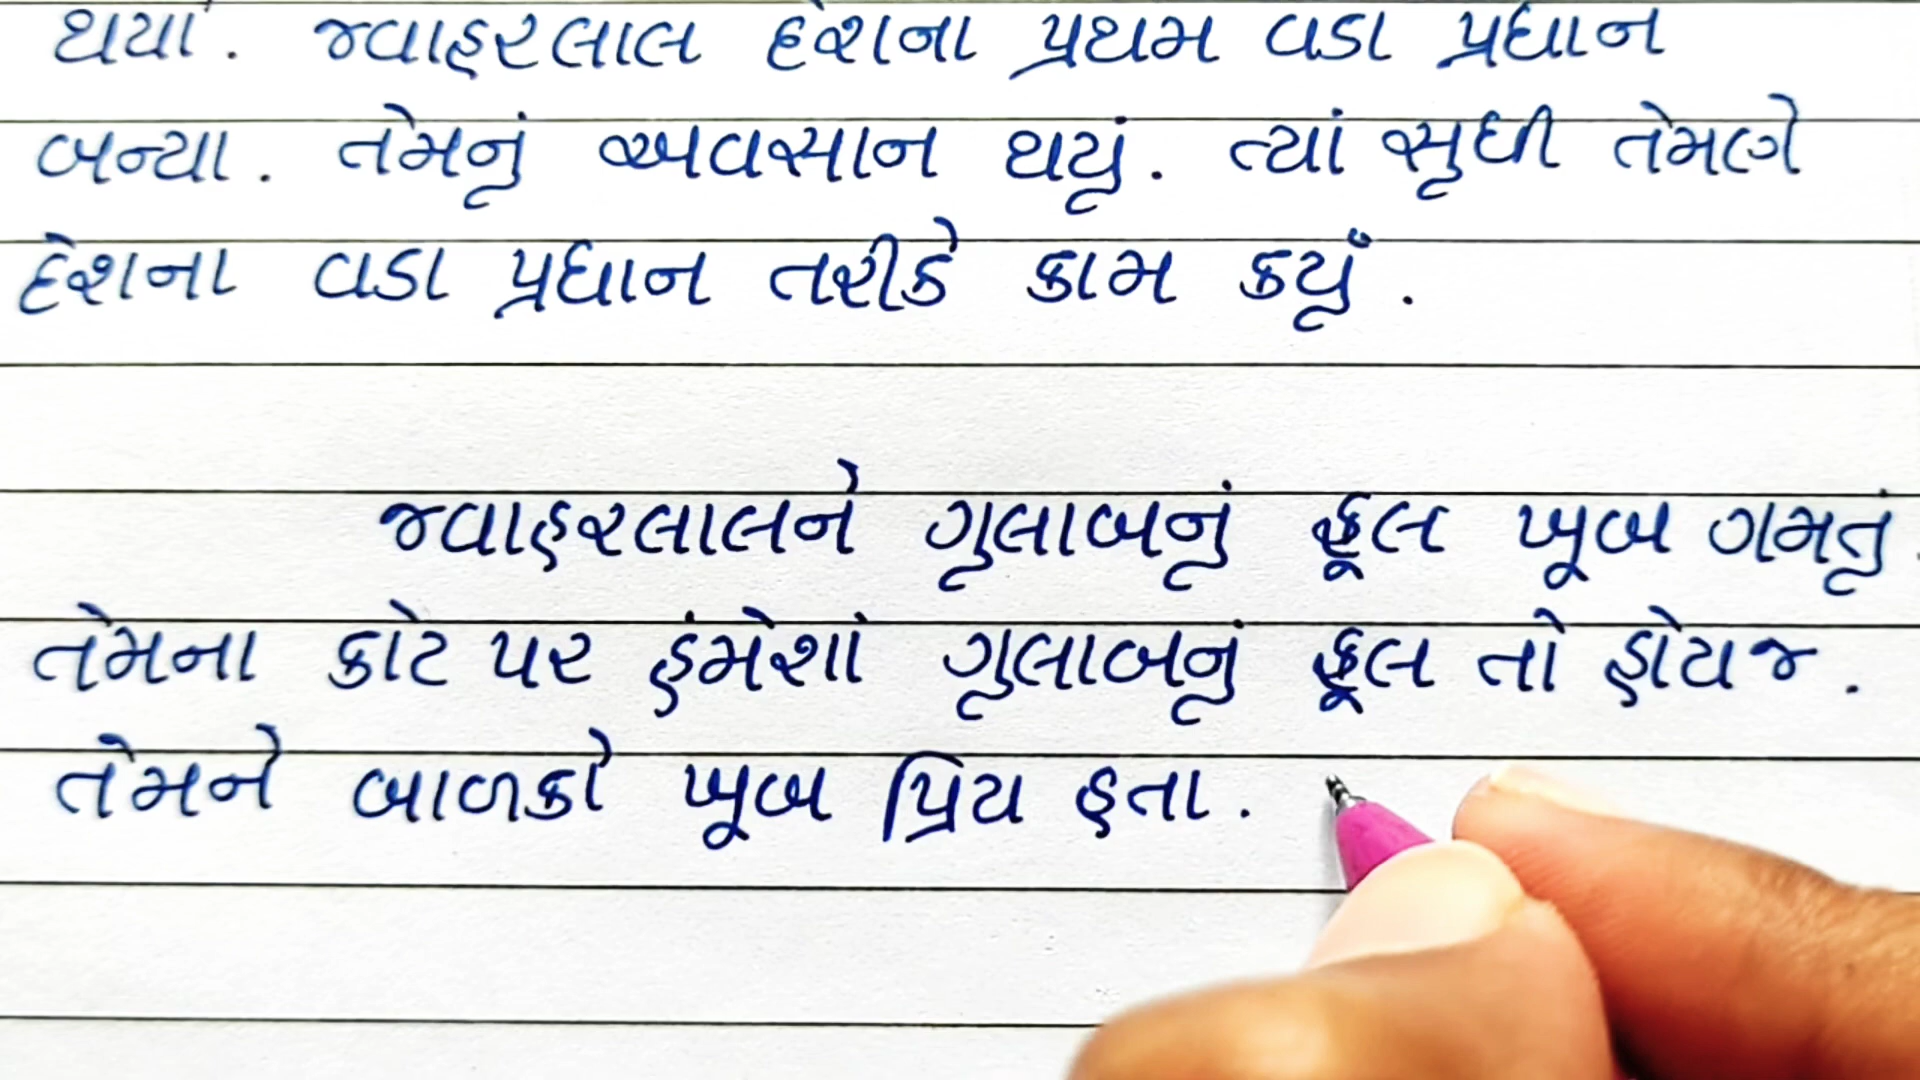 થયા. જવાહરલાલ દેશના પ્રથમ વડા પ્રધાન
બન્યા. તેમનું અવસાન થયું. ત્યાં સુધી તેમણે
દેશના વડા પ્રધાન તરીકે કામ કર્યું.
જવાહરલાલને ગુલાબનું ફૂલ ખૂબ ગમતું.
તેમના કોટ પર હંમેશાં ગુલાબનું ફૂલ તો હોયજ.
તેમને બાળકો ખૂબ પ્રિય હતા.